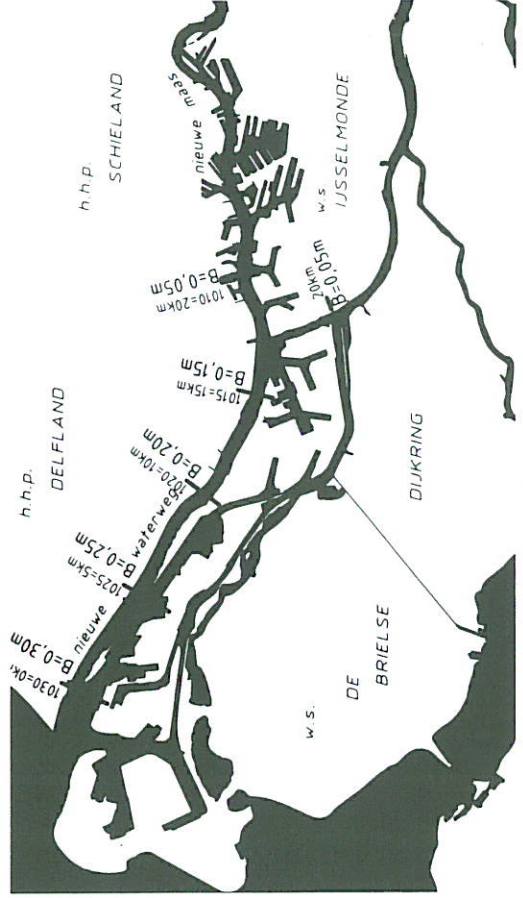 h.h.p.
SCHIELAND
nieuwe maas
w.s.
IJSSELMONDE
B=0,05m
1010=20km
20km
B=0,05m
h.h.p.
DELFLAND
B=0,15m
1015=15km
B=0,20m
1020=10km
nieuwe waterweg
B=0,25m
1025=5km
B=0,30m
1030=0k
w.s.
DE
BRIELSE
DIJKRING